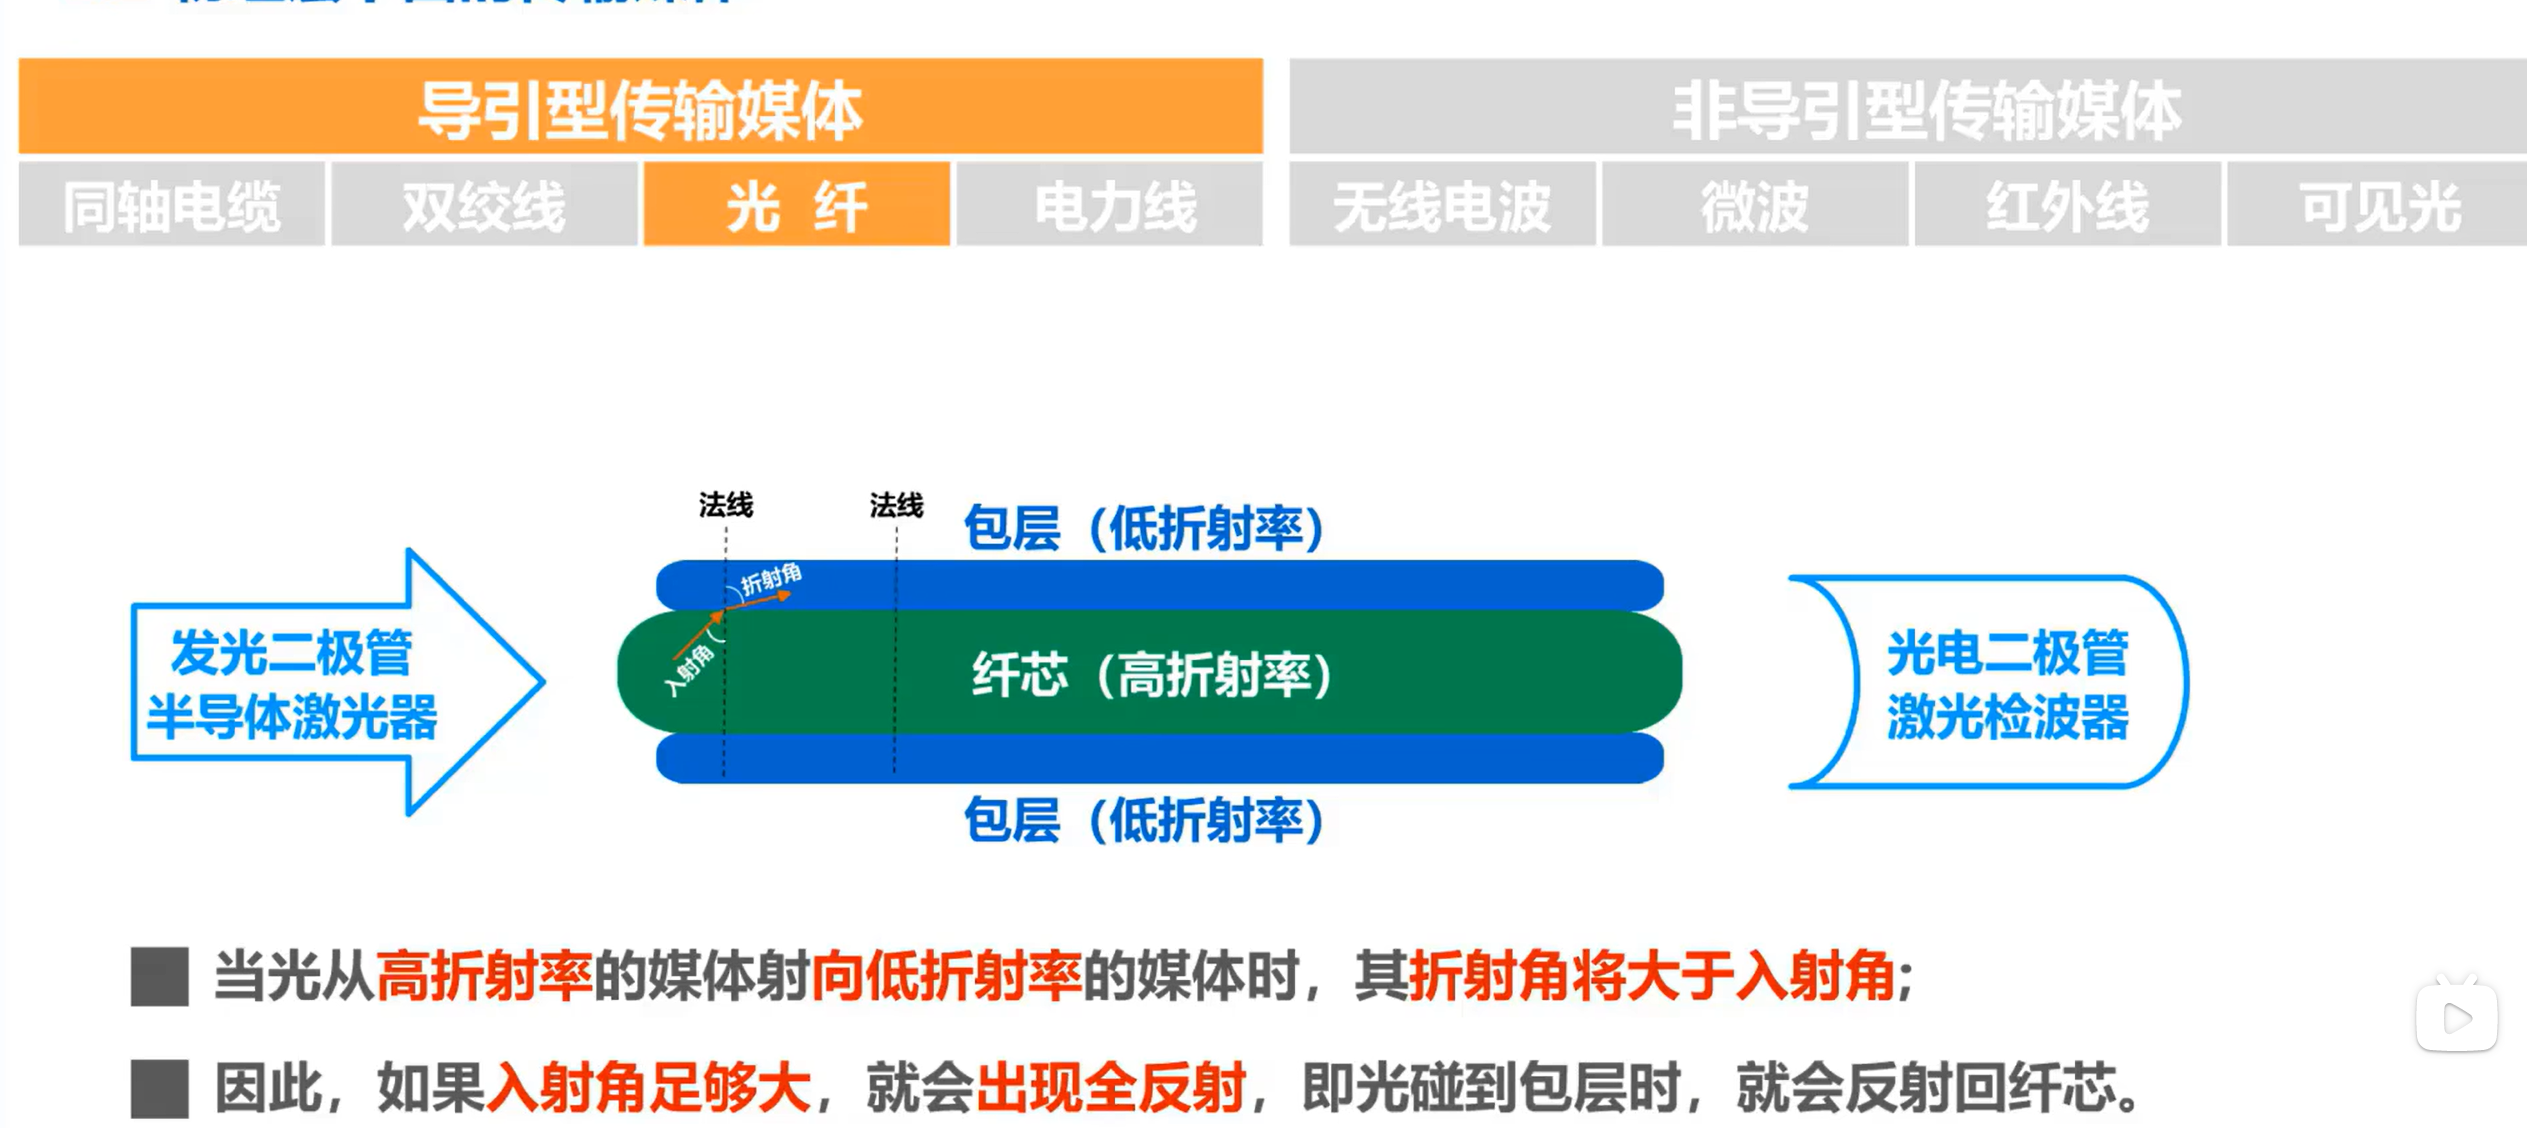 导引型传输媒体
非导引型传输媒体
同轴电缆
双绞线
光 纤
电力线
无线电波
微波
红外线
可见光
法线
法线
包层（低折射率）
折射角
入射角
纤芯（高折射率）
包层（低折射率）
发光二极管
半导体激光器
光电二极管
激光检波器
当光从高折射率的媒体射向低折射率的媒体时，其折射角将大于入射角；
因此，如果入射角足够大，就会出现全反射，即光碰到包层时，就会反射回纤芯。